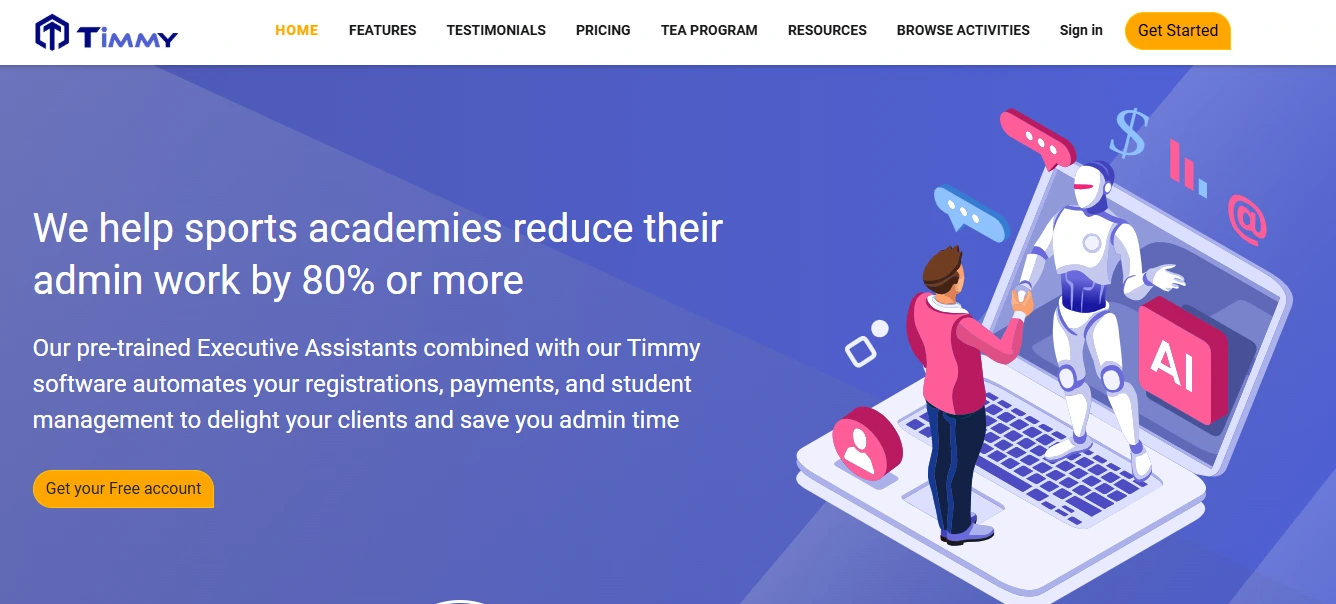 TimmY
HOME FEATURES TESTIMONIALS PRICING TEA PROGRAM RESOURCES BROWSE ACTIVITIES Sign in Get Started
We help sports academies reduce their
admin work by 80% or more
Our pre-trained Executive Assistants combined with our Timmy
software automates your registrations, payments, and student
management to delight your clients and save you admin time
Get your Free account
$
@
AI